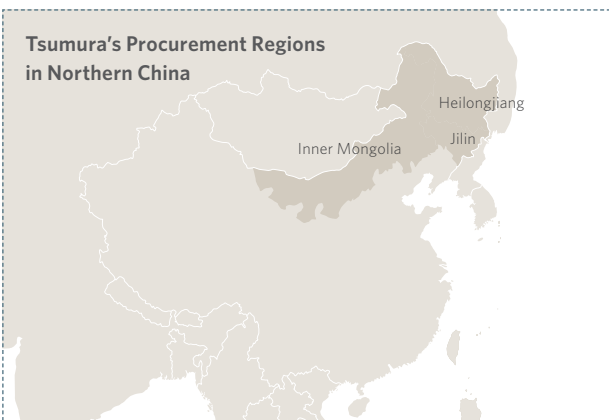 Tsumura’s Procurement Regions
in Northern China
Heilongjiang
Jilin
Inner Mongolia